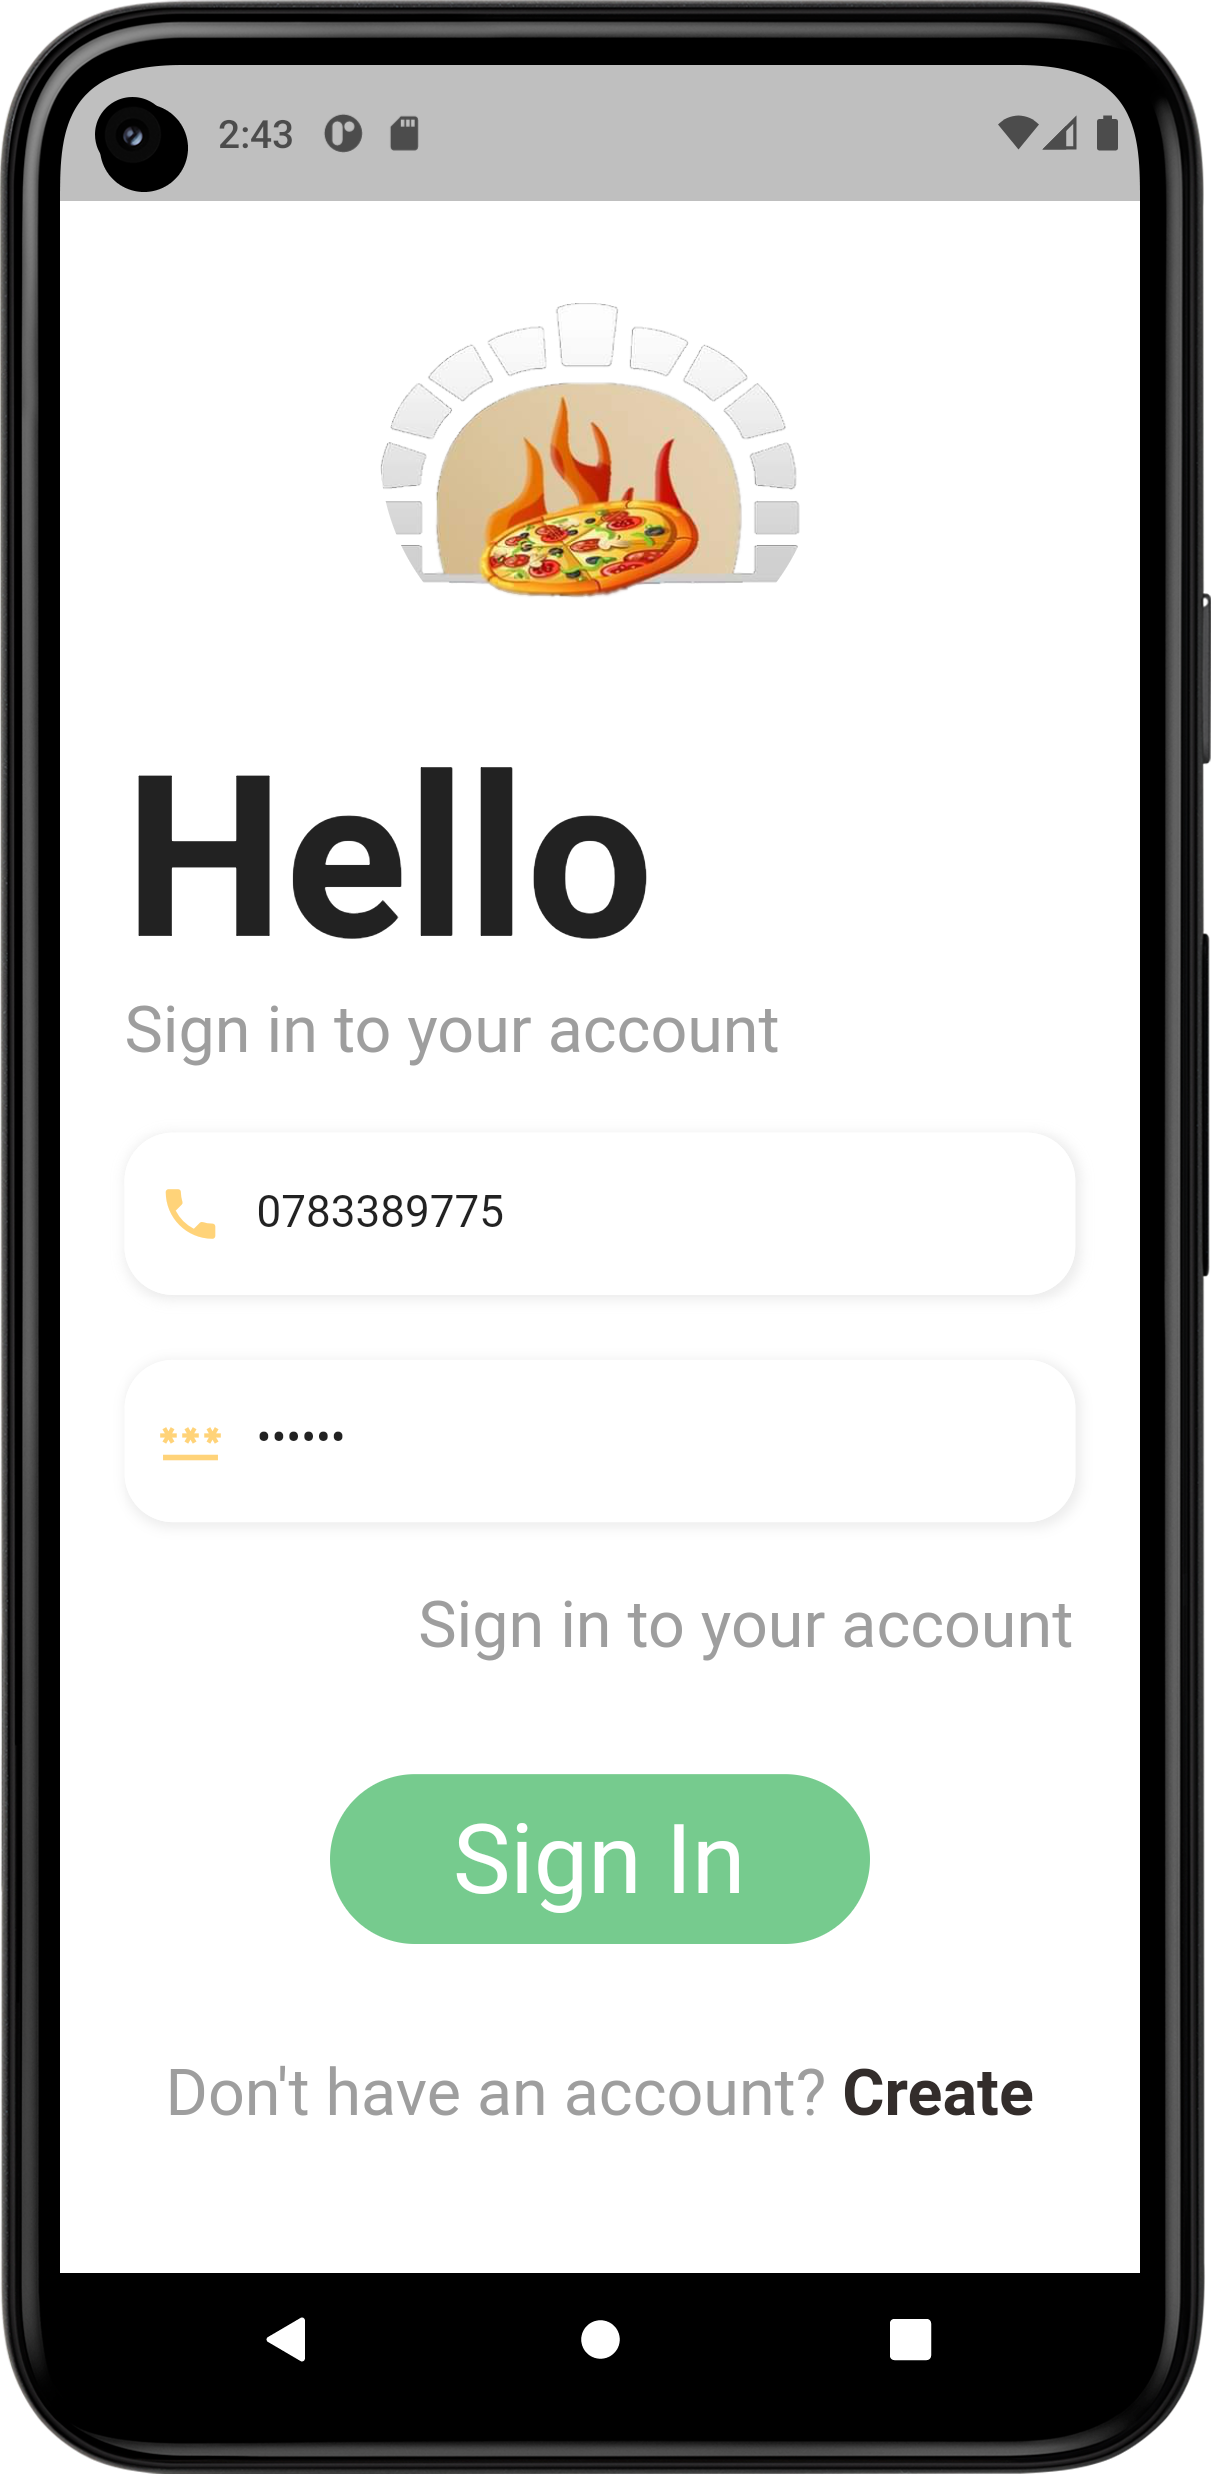 2:43
Hello
Sign in to your account
0783389775
••••••
Sign in to your account
Sign In
Don't have an account? Create